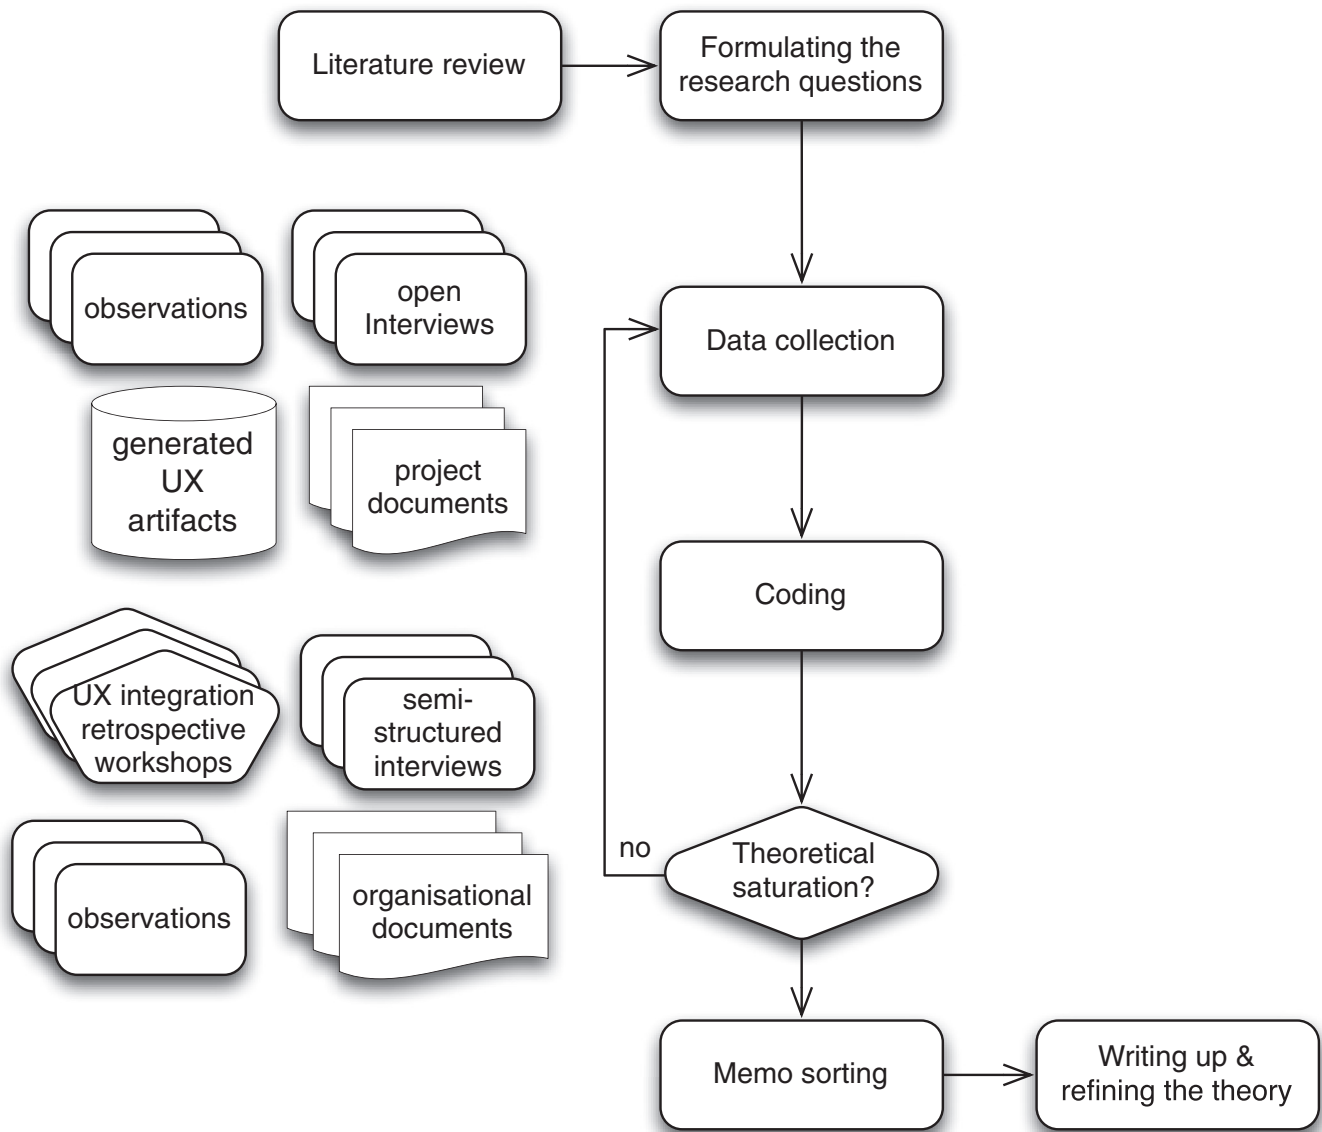 Literature review
Formulating the
research questions
observations
open
Interviews
Data collection
generated
UX
artifacts
project
documents
Coding
UX integration
retrospective
workshops
semi-
structured
interviews
no
Theoretical
saturation?
observations
organisational
documents
Memo sorting
Writing up &
refining the theory